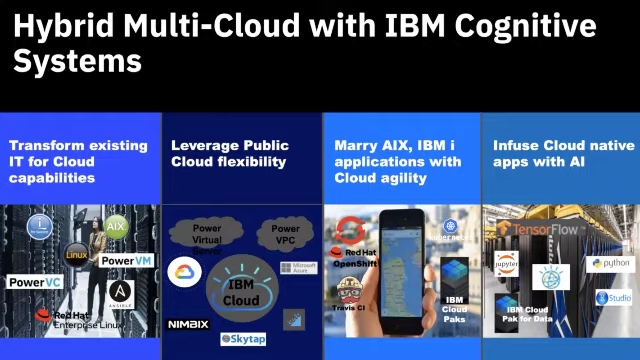 Hybrid Multi-Cloud with IBM Cognitive
Systems
Transform existing
IT for Cloud
capabilities
Leverage Public
Cloud flexibility
Marry AIX, IBM i
applications with
Cloud agility
Infuse Cloud native
apps with AI
i
AIX
Linux
PowerVM
PowerVC
ANSIBLE
Red Hat
Enterprise Linux
Power
Virtual
Server
Power
VPC
Microsoft
Azure
IBM
Cloud
NIMBIX
Skytap
Red Hat
OpenShift
Travis CI
kubernetes
IBM
Cloud
Paks
TensorFlow
jupyter
python
IBM Cloud
Pak for Data
R Studio